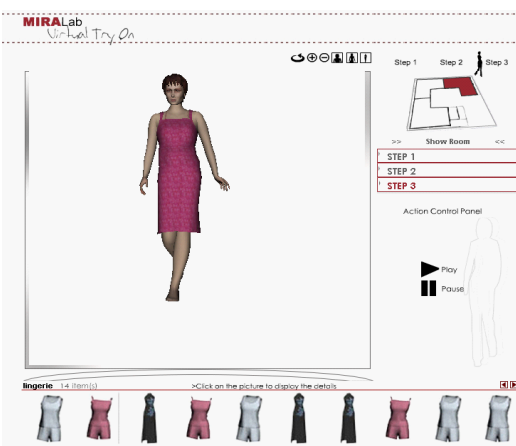 MIRALab
Virtual Try On
Step 1 Step 2 Step 3
>> Show Room <<
STEP 1
STEP 2
STEP 3
Action Control Panel
Play
Pause
lingerie 14 item(s) >Click on the picture to display the details